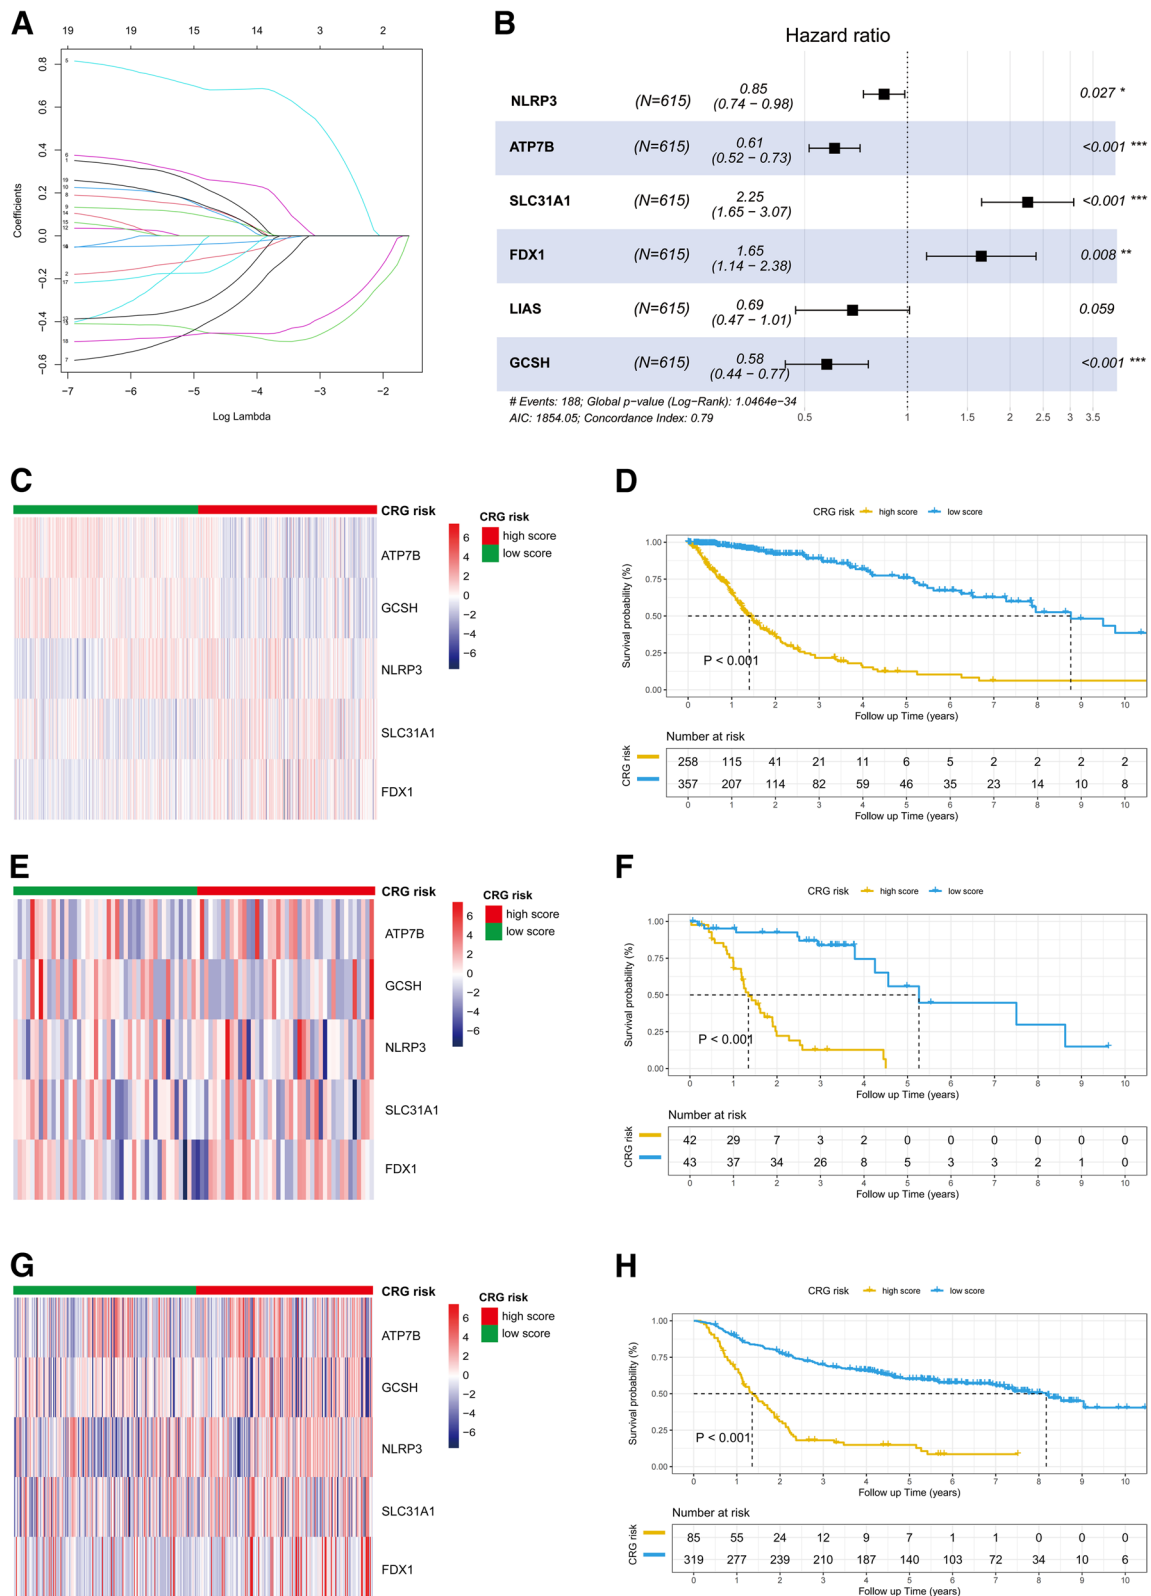 A
19 19 15 14 3 2
0.8
0.6
0.4
0.2
0.0
−0.2
−0.4
−0.6
Coefficients
−7 −6 −5 −4 −3 −2
Log Lambda
B
Hazard ratio
NLRP3 (N=615) 0.85 (0.74 − 0.98) 0.027 *
ATP7B (N=615) 0.61 (0.52 − 0.73) <0.001 ***
SLC31A1 (N=615) 2.25 (1.65 − 3.07) <0.001 ***
FDX1 (N=615) 1.65 (1.14 − 2.38) 0.008 **
LIAS (N=615) 0.69 (0.47 − 1.01) 0.059
GCSH (N=615) 0.58 (0.44 − 0.77) <0.001 ***
# Events: 188; Global p−value (Log−Rank): 1.0464e−34
AIC: 1854.05; Concordance Index: 0.79
0.5 1 1.5 2 2.5 3 3.5
C
CRG risk
ATP7B
GCSH
NLRP3
SLC31A1
FDX1
6
4
2
0
−2
−4
−6
CRG risk
high score
low score
D
CRG risk high score low score
1.00
0.75
0.50
0.25
0.00
Survival probability (%)
P < 0.001
0 1 2 3 4 5 6 7 8 9 10
Follow up Time (years)
Number at risk
CRG risk
258 115 41 21 11 6 5 2 2 2 2
357 207 114 82 59 46 35 23 14 10 8
0 1 2 3 4 5 6 7 8 9 10
Follow up Time (years)
E
CRG risk
ATP7B
GCSH
NLRP3
SLC31A1
FDX1
6
4
2
0
−2
−4
−6
CRG risk
high score
low score
F
CRG risk high score low score
1.00
0.75
0.50
0.25
0.00
Survival probability (%)
P < 0.001
0 1 2 3 4 5 6 7 8 9 10
Follow up Time (years)
Number at risk
CRG risk
42 29 7 3 2 0 0 0 0 0 0
43 37 34 26 8 5 3 3 2 1 0
0 1 2 3 4 5 6 7 8 9 10
Follow up Time (years)
G
CRG risk
ATP7B
GCSH
NLRP3
SLC31A1
FDX1
6
4
2
0
−2
−4
−6
CRG risk
high score
low score
H
CRG risk high score low score
1.00
0.75
0.50
0.25
0.00
Survival probability (%)
P < 0.001
0 1 2 3 4 5 6 7 8 9 10
Follow up Time (years)
Number at risk
CRG risk
85 55 24 12 9 7 1 1 0 0 0
319 277 239 210 187 140 103 72 34 10 6
0 1 2 3 4 5 6 7 8 9 10
Follow up Time (years)